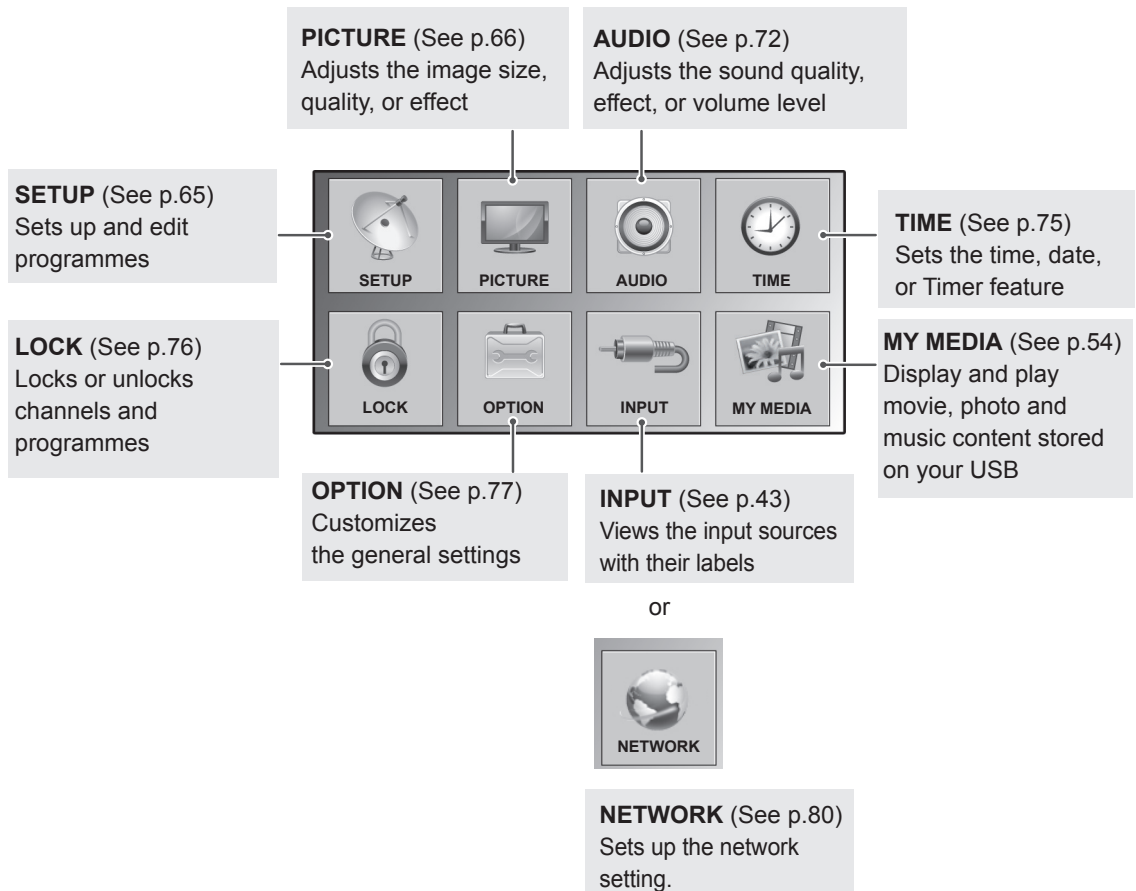 PICTURE (See p.66)
Adjusts the image size,
quality, or effect
AUDIO (See p.72)
Adjusts the sound quality,
effect, or volume level
SETUP (See p.65)
Sets up and edit
programmes
LOCK (See p.76)
Locks or unlocks
channels and
programmes
SETUP
PICTURE
AUDIO
TIME
LOCK
OPTION
INPUT
MY MEDIA
TIME (See p.75)
Sets the time, date,
or Timer feature
MY MEDIA (See p.54)
Display and play
movie, photo and
music content stored
on your USB
OPTION (See p.77)
Customizes
the general settings
INPUT (See p.43)
Views the input sources
with their labels
or
NETWORK
NETWORK (See p.80)
Sets up the network
setting.